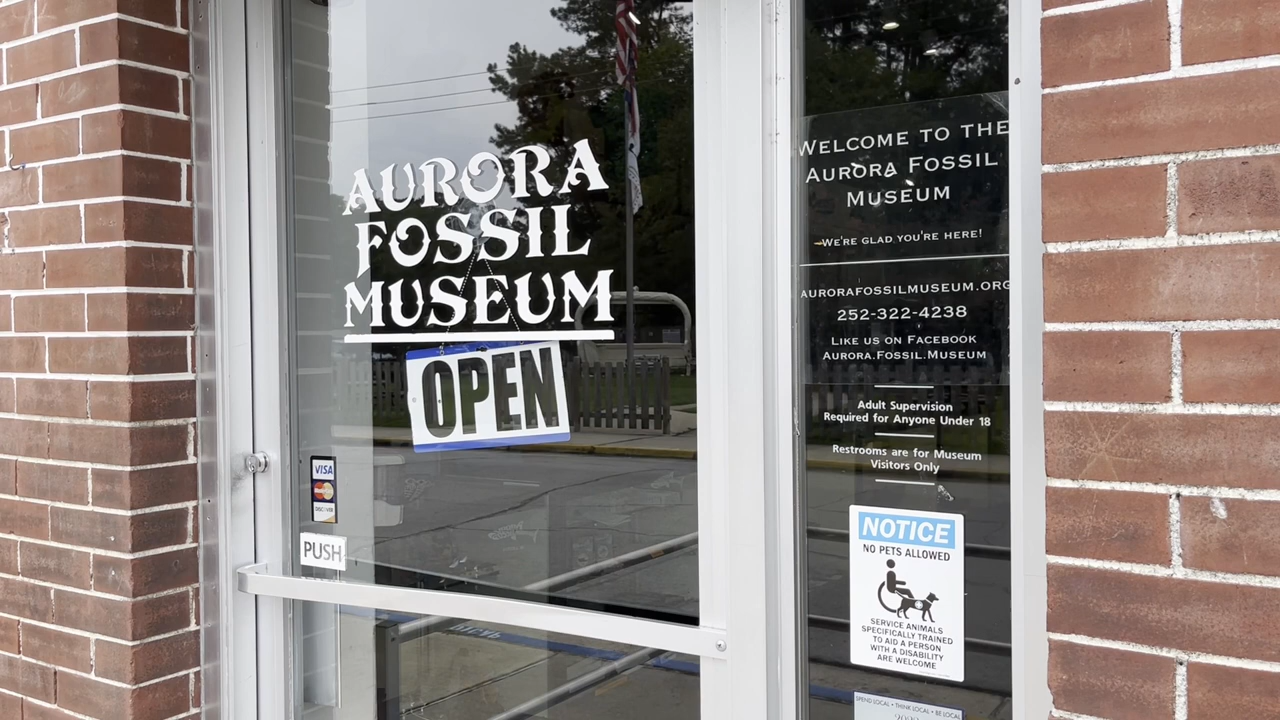 AURORA
FOSSIL
MUSEUM
OPEN
VISA
MasterCard
DISCOVER
PUSH
WELCOME TO THE
AURORA FOSSIL
MUSEUM
WE'RE GLAD YOU'RE HERE!
AURORAFOSSILMUSEUM.ORG
252-322-4238
LIKE US ON FACEBOOK
AURORA.FOSSIL.MUSEUM
Adult Supervision
Required for Anyone Under 18
Restrooms are for Museum
Visitors Only
NOTICE
NO PETS ALLOWED
SERVICE ANIMALS
SPECIFICALLY TRAINED
TO AID A PERSON
WITH A DISABILITY
ARE WELCOME
SPEND LOCAL • THINK LOCAL • BE LOCAL